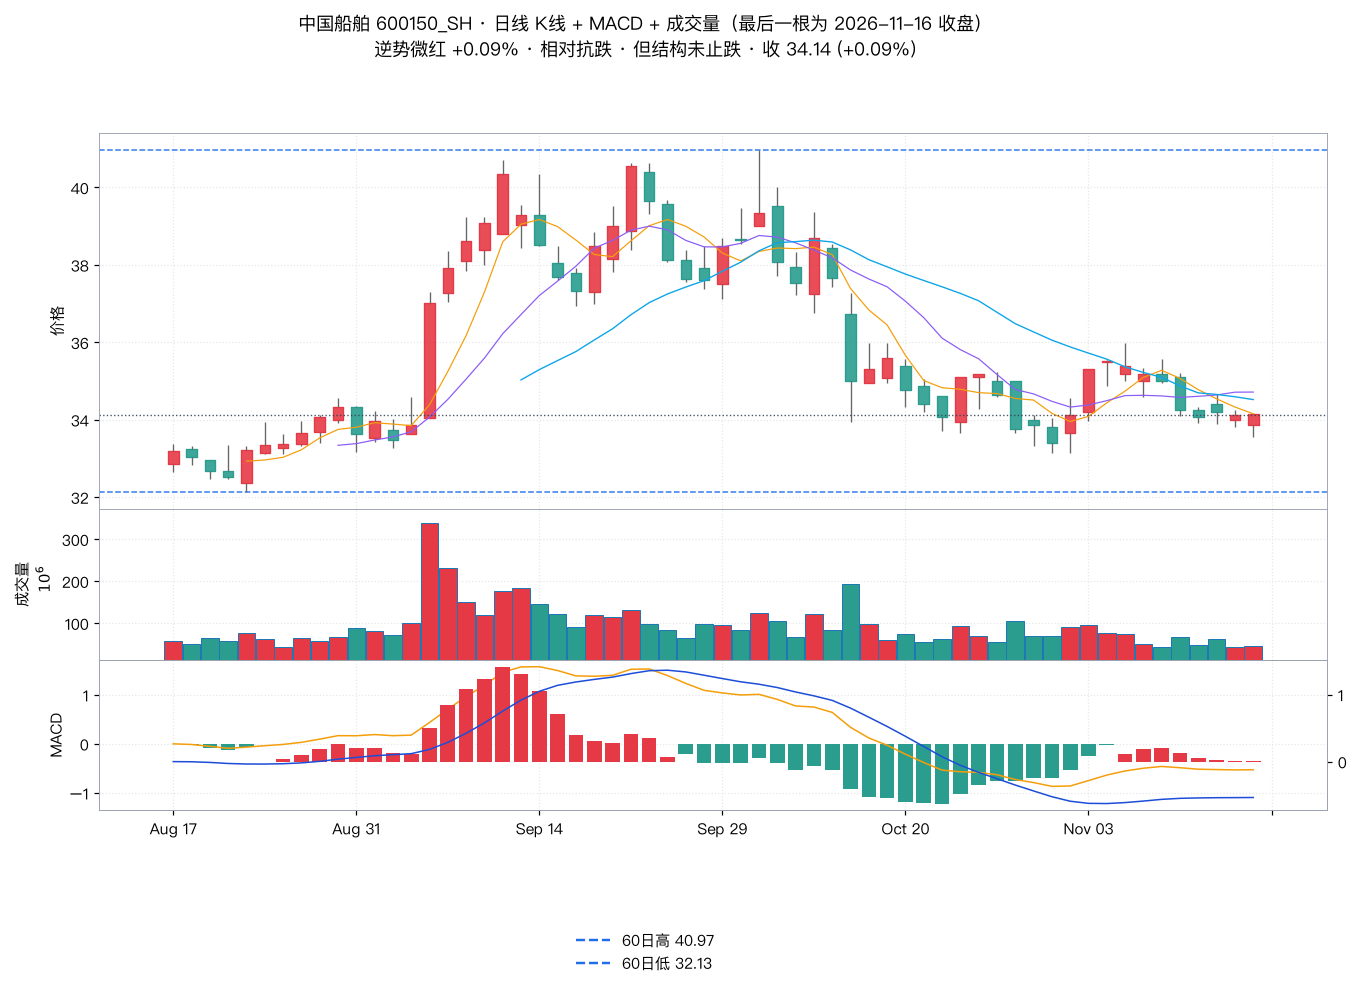 中国船舶 600150_SH · 日线 K线 + MACD + 成交量（最后一根为 2026–11–16 收盘）
逆势微红 +0.09% · 相对抗跌 · 但结构未止跌 · 收 34.14 (+0.09%)
价格
40
38
36
34
32
成交量
10⁶
300
200
100
MACD
1
0
−1
1
0
Aug 17
Aug 31
Sep 14
Sep 29
Oct 20
Nov 03
60日高 40.97
60日低 32.13